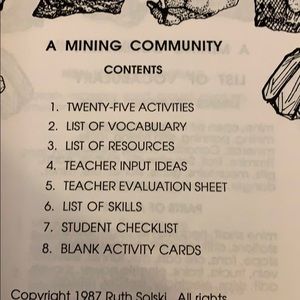 A MINING COMMUNITY
CONTENTS
1. TWENTY-FIVE ACTIVITIES
2. LIST OF VOCABULARY
3. LIST OF RESOURCES
4. TEACHER INPUT IDEAS
5. TEACHER EVALUATION SHEET
6. LIST OF SKILLS
7. STUDENT CHECKLIST
8. BLANK ACTIVITY CARDS
Copyright 1987 Ruth Solski. All rights